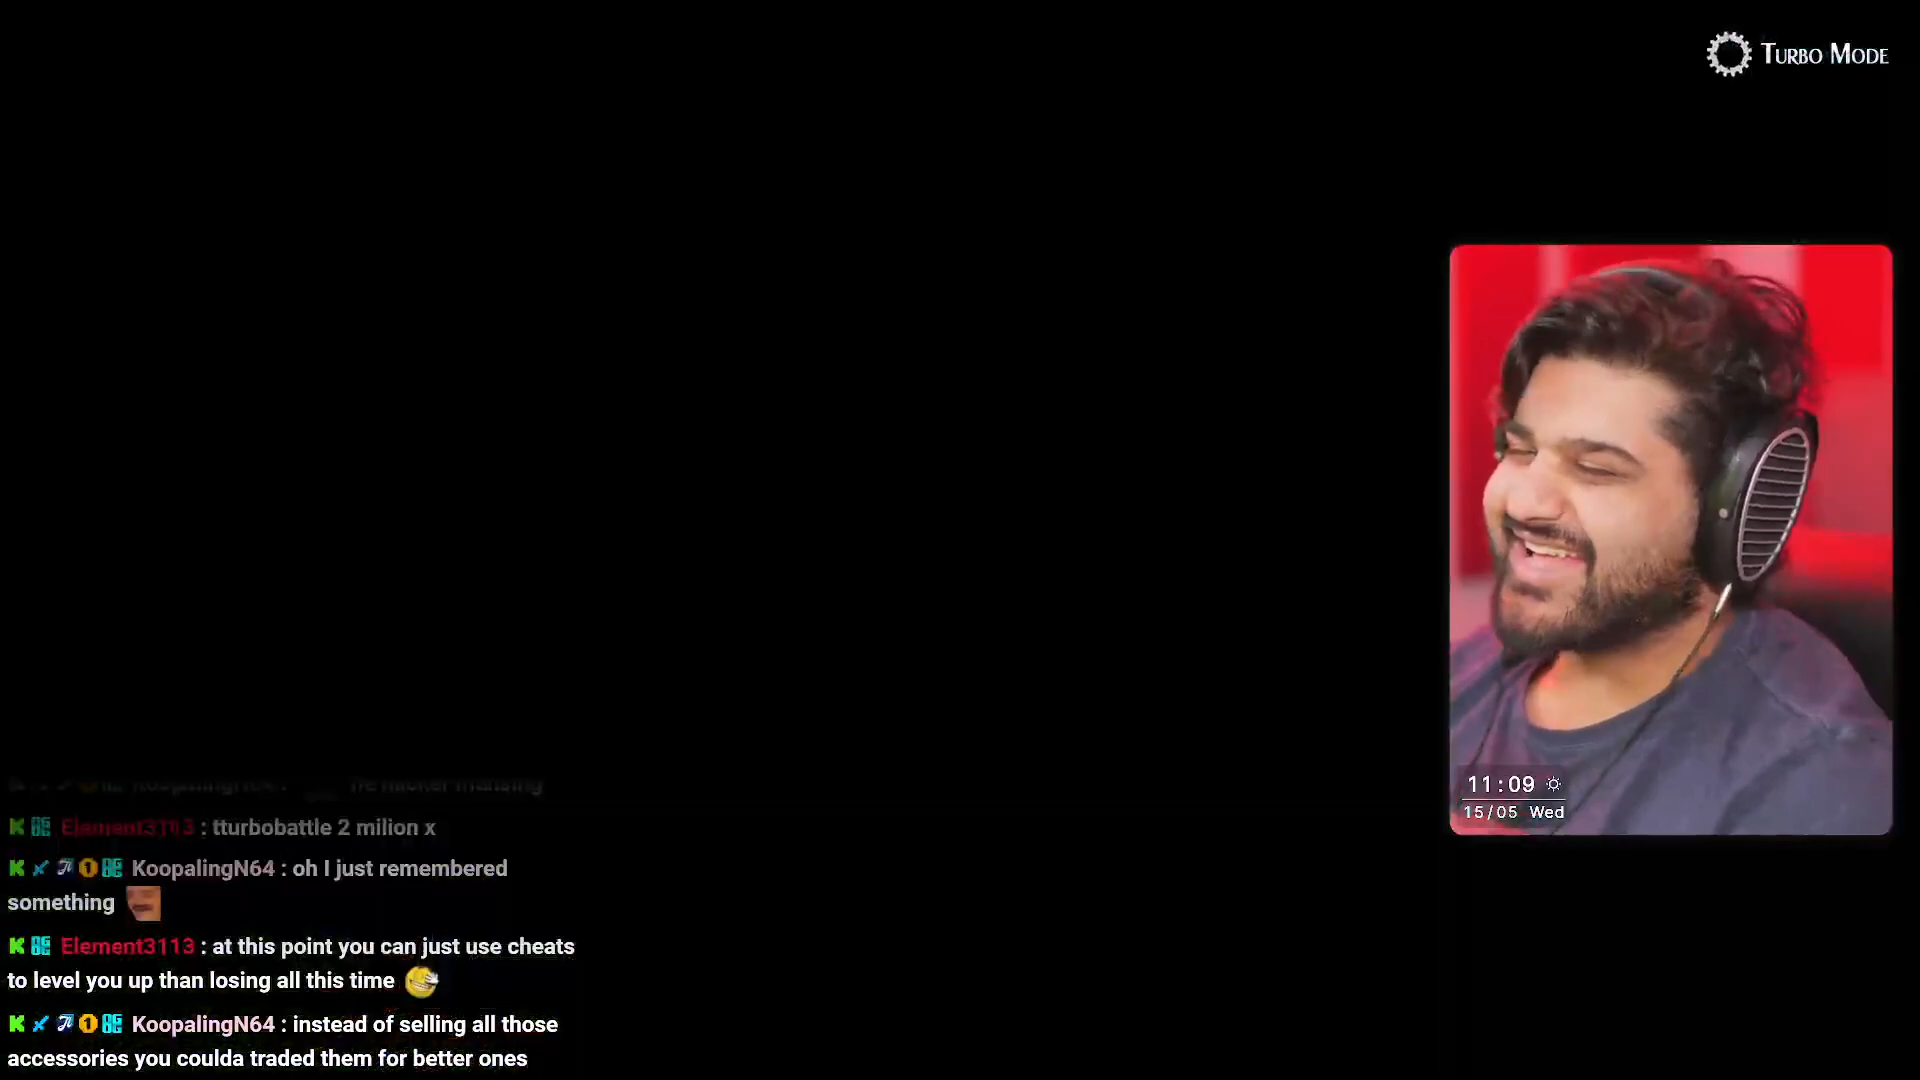 Turbo Mode
11:09
15/05 Wed
Element3113 : tturbobattle 2 milion x
KoopalingN64 : oh I just remembered
something
Element3113 : at this point you can just use cheats
to level you up than losing all this time
KoopalingN64 : instead of selling all those
accessories you coulda traded them for better ones